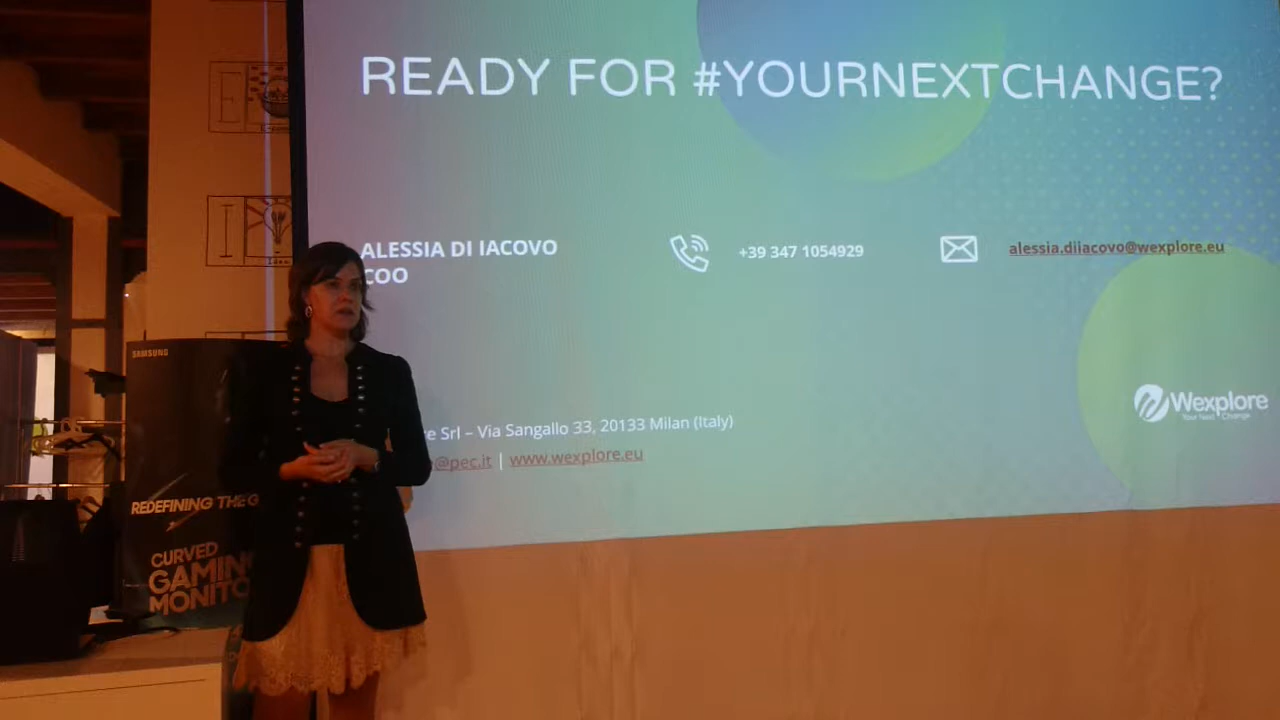 READY FOR #YOURNEXTCHANGE?
ALESSIA DI IACOVO
COO
+39 347 1054929
alessia.diiacovo@wexplore.eu
Wexplore
Your Next Change
Srl – Via Sangallo 33, 20133 Milan (Italy)
@pec.it | www.wexplore.eu
SAMSUNG
REDEFINING THE G
CURVED
GAMIN
MONITO